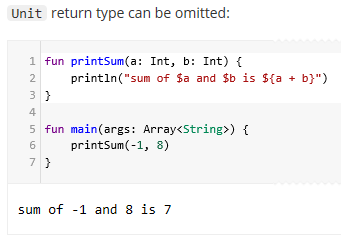 Unit return type can be omitted:
1 fun printSum(a: Int, b: Int) {
2     println("sum of $a and $b is ${a + b}")
3 }
4
5 fun main(args: Array<String>) {
6     printSum(-1, 8)
7 }
sum of -1 and 8 is 7